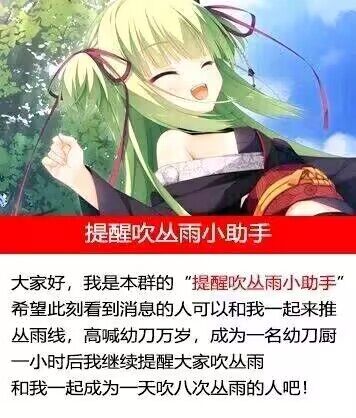 提醒吹丛雨小助手
大家好，我是本群的“提醒吹丛雨小助手”
希望此刻看到消息的人可以和我一起来推
丛雨线，高喊幼刀万岁，成为一名幼刀厨
一小时后我继续提醒大家吹丛雨
和我一起成为一天吹八次丛雨的人吧！